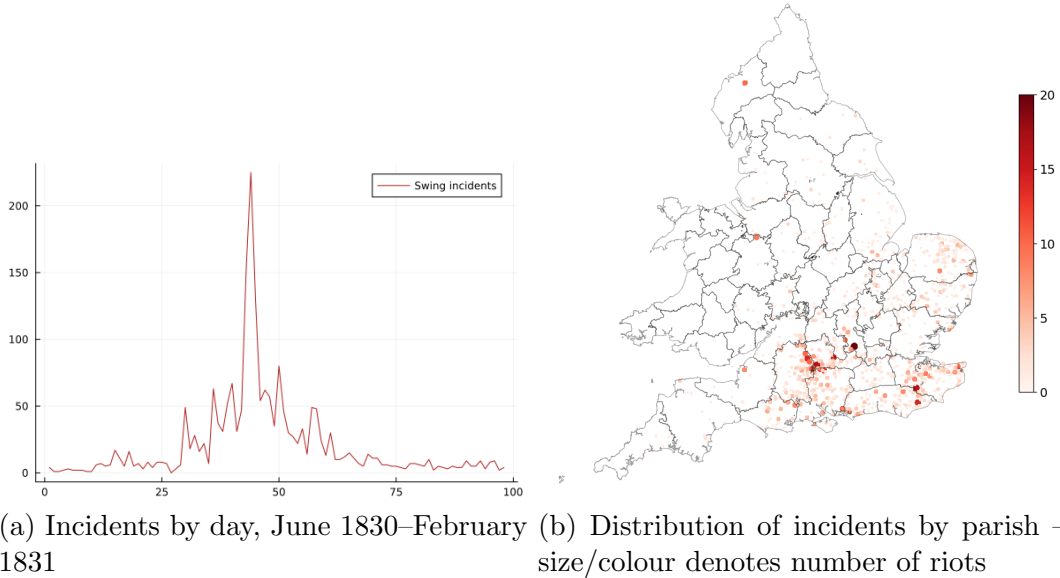 Swing incidents
200
150
100
50
0
0 25 50 75 100
20
15
10
5
0
(a) Incidents by day, June 1830–February
1831
(b) Distribution of incidents by parish –
size/colour denotes number of riots